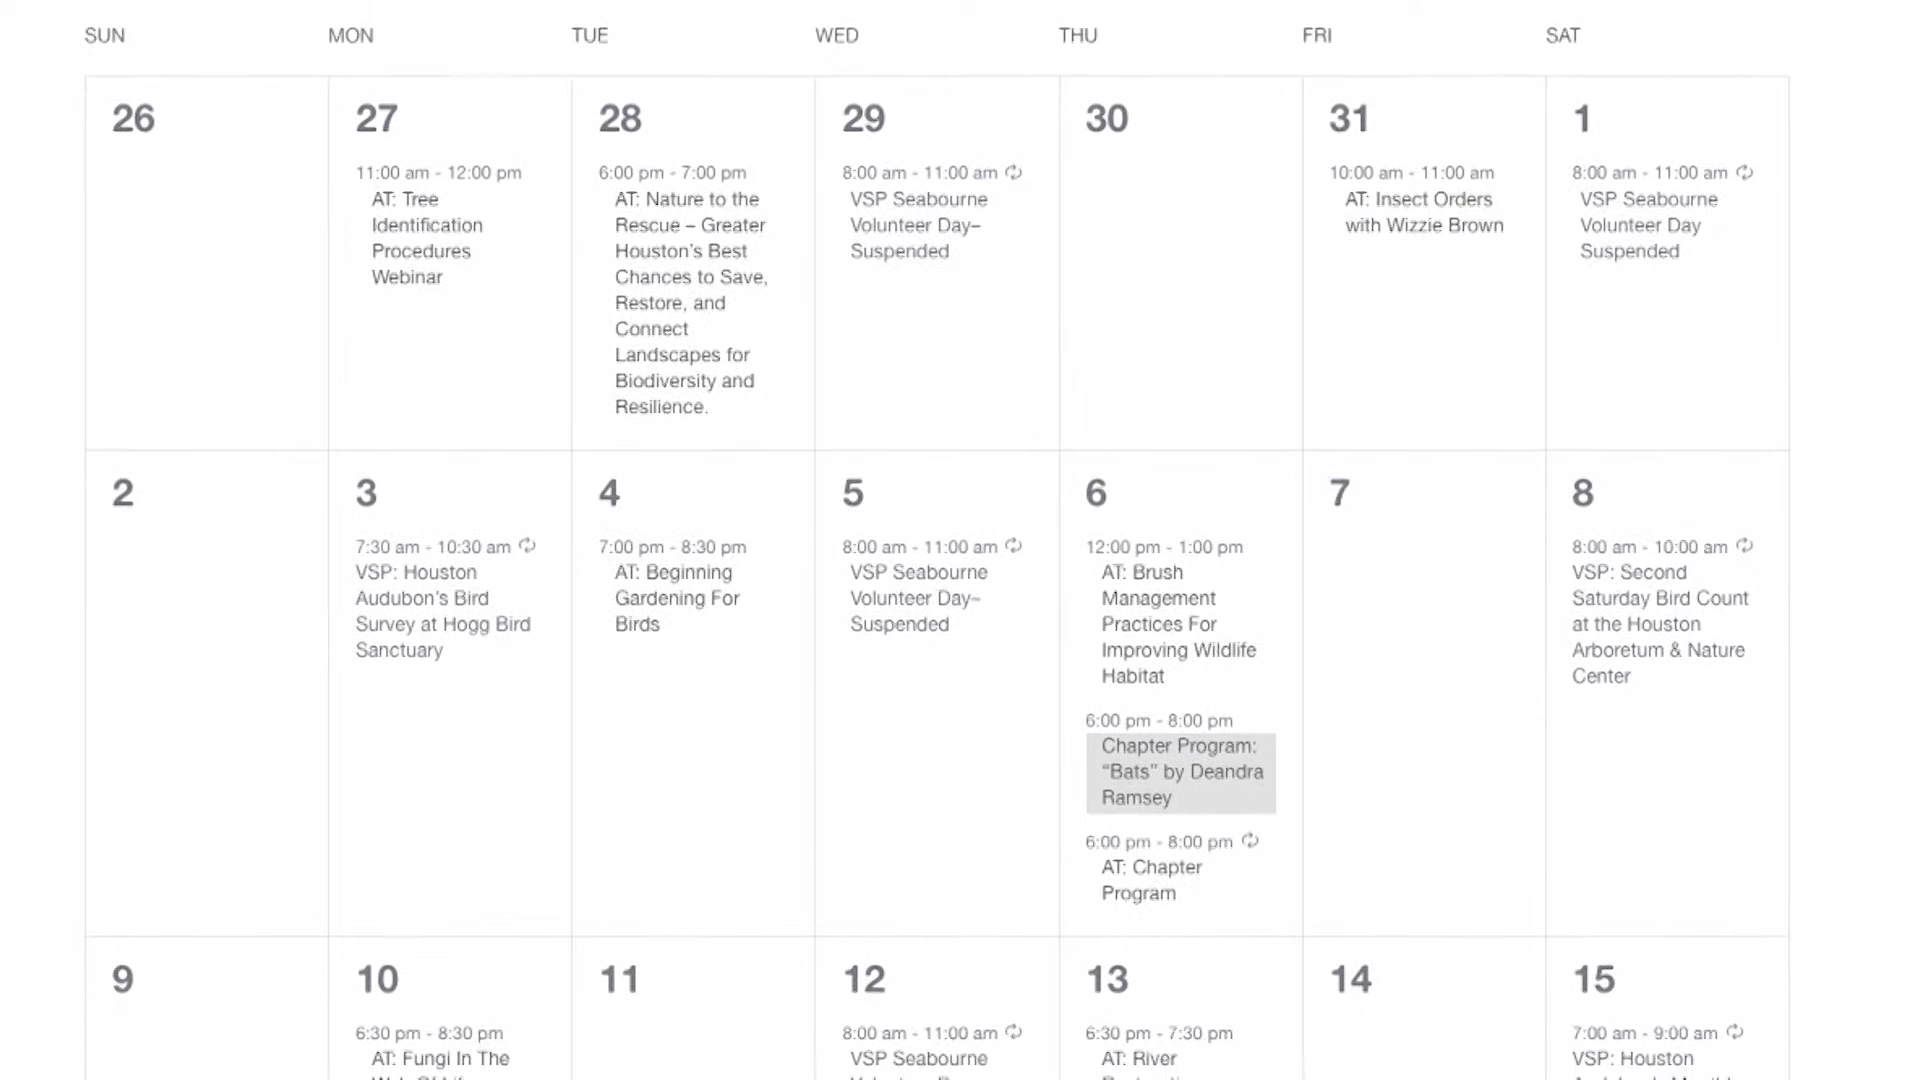 SUN MON TUE WED THU FRI SAT
26
27
11:00 am - 12:00 pm
AT: Tree
Identification
Procedures
Webinar
28
6:00 pm - 7:00 pm
AT: Nature to the
Rescue – Greater
Houston’s Best
Chances to Save,
Restore, and
Connect
Landscapes for
Biodiversity and
Resilience.
29
8:00 am - 11:00 am
VSP Seabourne
Volunteer Day–
Suspended
30
31
10:00 am - 11:00 am
AT: Insect Orders
with Wizzie Brown
1
8:00 am - 11:00 am
VSP Seabourne
Volunteer Day
Suspended
2
3
7:30 am - 10:30 am
VSP: Houston
Audubon’s Bird
Survey at Hogg Bird
Sanctuary
4
7:00 pm - 8:30 pm
AT: Beginning
Gardening For
Birds
5
8:00 am - 11:00 am
VSP Seabourne
Volunteer Day–
Suspended
6
12:00 pm - 1:00 pm
AT: Brush
Management
Practices For
Improving Wildlife
Habitat
6:00 pm - 8:00 pm
Chapter Program:
“Bats” by Deandra
Ramsey
6:00 pm - 8:00 pm
AT: Chapter
Program
7
8
8:00 am - 10:00 am
VSP: Second
Saturday Bird Count
at the Houston
Arboretum & Nature
Center
9
10
6:30 pm - 8:30 pm
AT: Fungi In The
11
12
8:00 am - 11:00 am
VSP Seabourne
13
6:30 pm - 7:30 pm
AT: River
14
15
7:00 am - 9:00 am
VSP: Houston